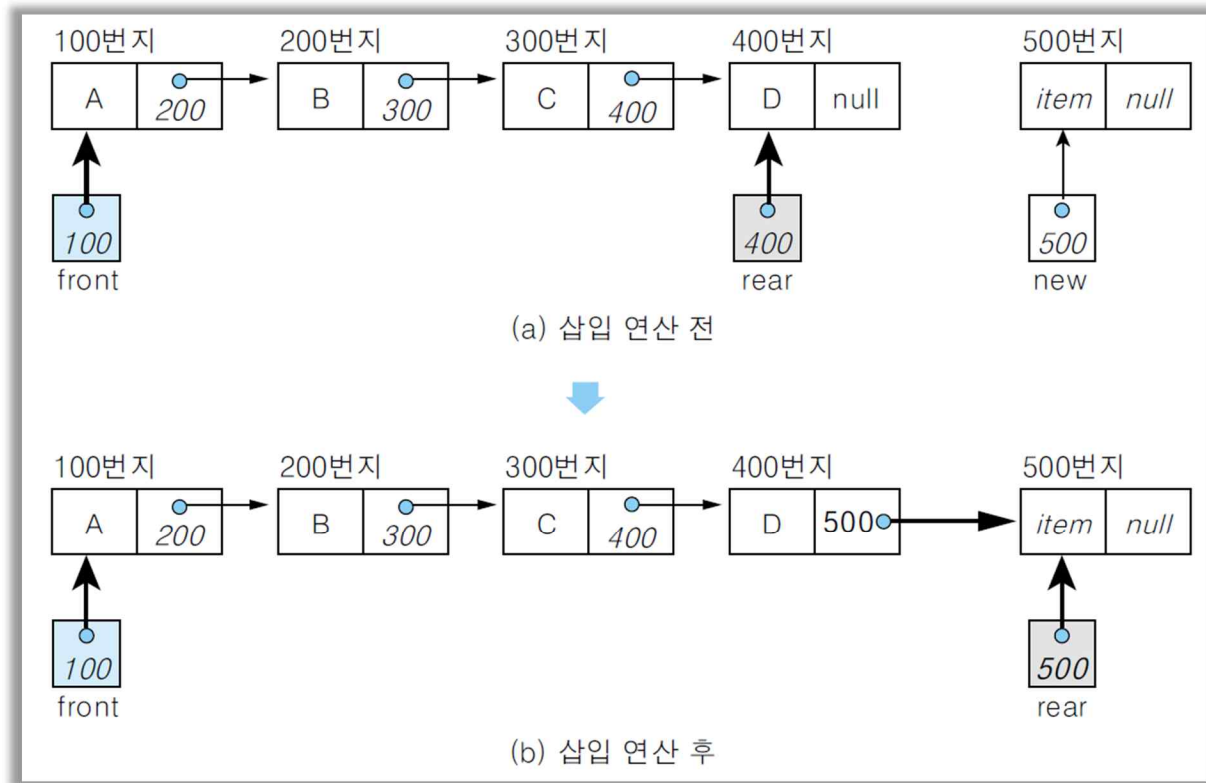 100번지 200번지 300번지 400번지 500번지
A 200 B 300 C 400 D null item null
100 400 500
front rear new
(a) 삽입 연산 전
100번지 200번지 300번지 400번지 500번지
A 200 B 300 C 400 D 500 item null
100 500
front rear
(b) 삽입 연산 후